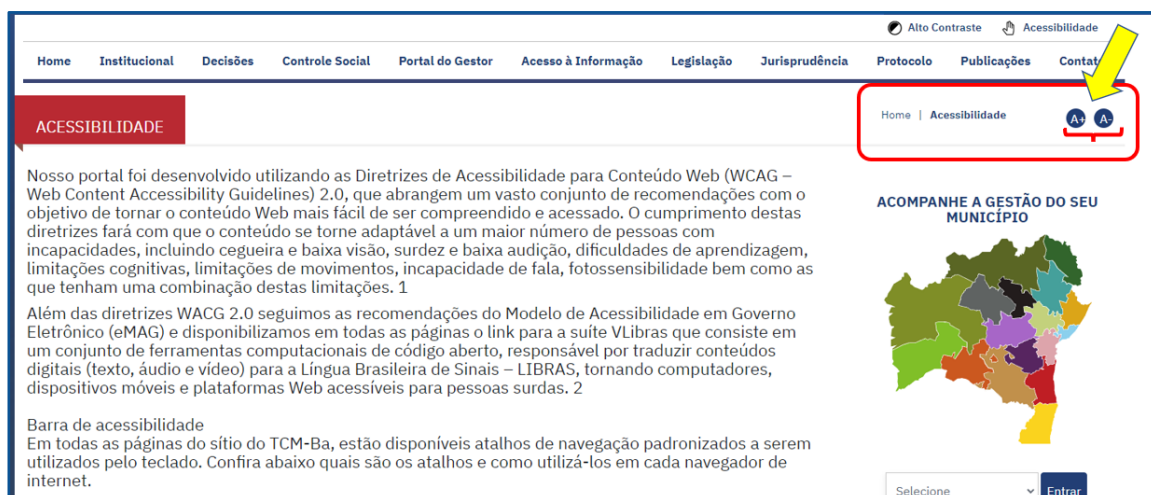 Alto Contraste Acessibilidade
Home Institucional Decisões Controle Social Portal do Gestor Acesso à Informação Legislação Jurisprudência Protocolo Publicações Contato
ACESSIBILIDADE
Home | Acessibilidade A+ A-
Nosso portal foi desenvolvido utilizando as Diretrizes de Acessibilidade para Conteúdo Web (WCAG –
Web Content Accessibility Guidelines) 2.0, que abrangem um vasto conjunto de recomendações com o
objetivo de tornar o conteúdo Web mais fácil de ser compreendido e acessado. O cumprimento destas
diretrizes fará com que o conteúdo se torne adaptável a um maior número de pessoas com
incapacidades, incluindo cegueira e baixa visão, surdez e baixa audição, dificuldades de aprendizagem,
limitações cognitivas, limitações de movimentos, incapacidade de fala, fotossensibilidade bem como as
que tenham uma combinação destas limitações. 1
Além das diretrizes WACG 2.0 seguimos as recomendações do Modelo de Acessibilidade em Governo
Eletrônico (eMAG) e disponibilizamos em todas as páginas o link para a suíte VLibras que consiste em
um conjunto de ferramentas computacionais de código aberto, responsável por traduzir conteúdos
digitais (texto, áudio e vídeo) para a Língua Brasileira de Sinais – LIBRAS, tornando computadores,
dispositivos móveis e plataformas Web acessíveis para pessoas surdas. 2
Barra de acessibilidade
Em todas as páginas do sítio do TCM-Ba, estão disponíveis atalhos de navegação padronizados a serem
utilizados pelo teclado. Confira abaixo quais são os atalhos e como utilizá-los em cada navegador de
internet.
ACOMPANHE A GESTÃO DO SEU
MUNICÍPIO
Selecione Entrar